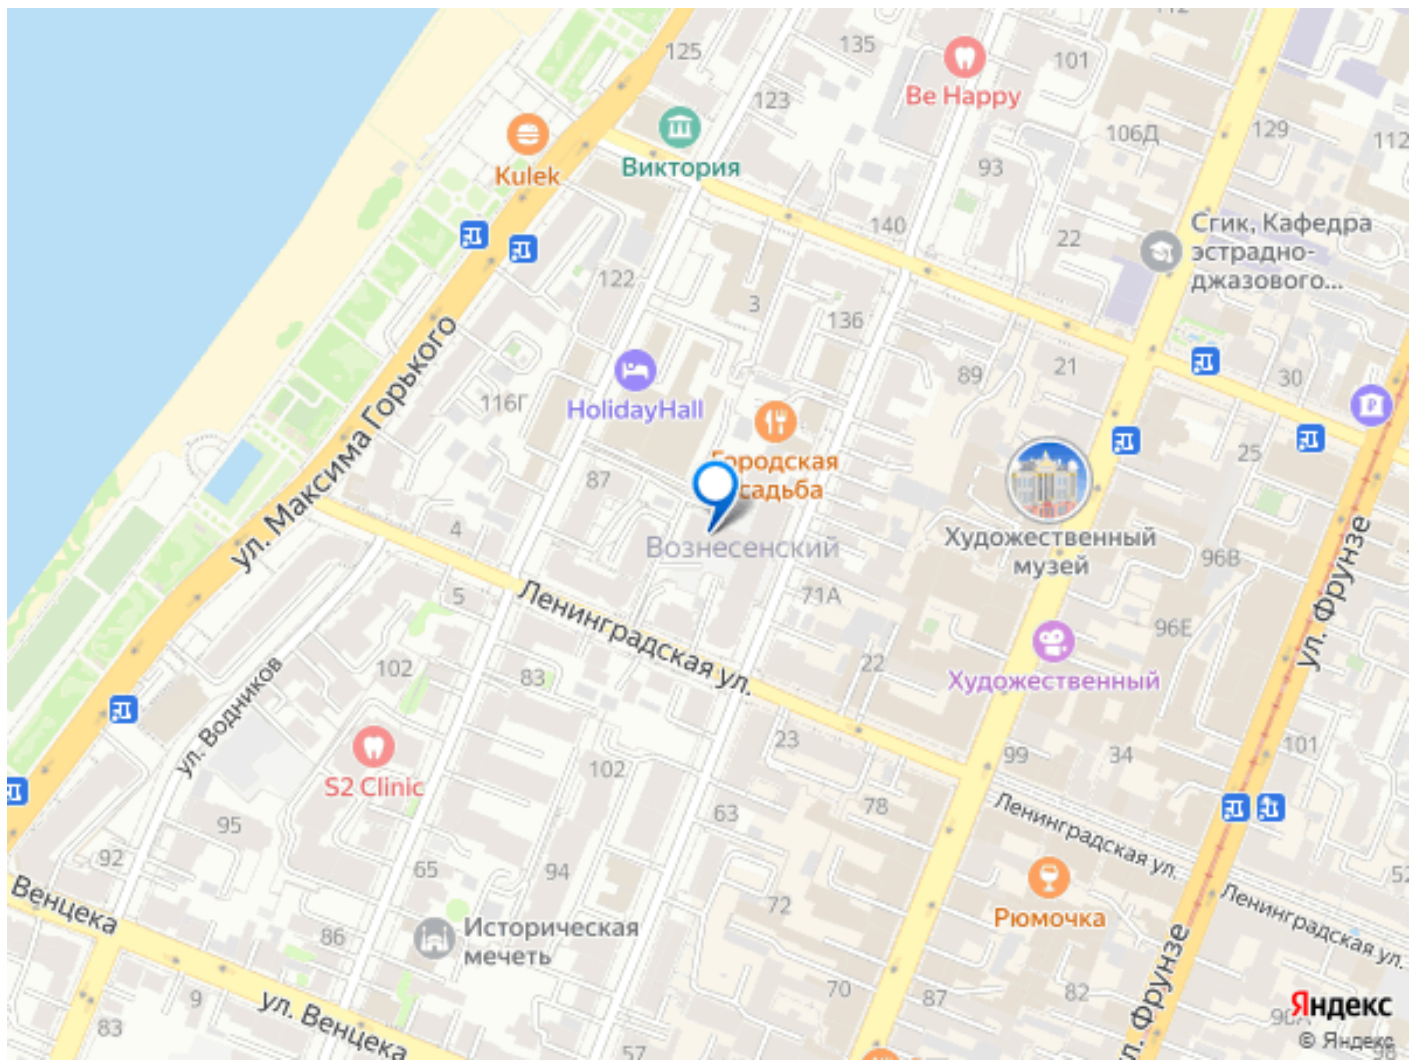 125
135
112
Be Happy
101
123
106Д
129
112
Kulek
Виктория
93
140
22
Сгик, Кафедра
эстрадно-
джазового...
122
3
136
ул. Максима Горького
21
HolidayHall
89
30
116Г
Городская
усадьба
25
87
Вознесенский
Художественный
музей
96В
4
71А
5
Ленинградская ул.
96Е
ул. Фрунзе
102
83
22
Художественный
ул. Водников
23
99
34
101
S2 Clinic
102
78
63
Ленинградская ул.
95
92
65
94
72
Рюмочка
52
Ленинградская ул.
Венцека
86
Историческая
мечеть
ул. Фрунзе
9
ул. Венцека
70
87
82
83
57
Яндекс
© Яндекс